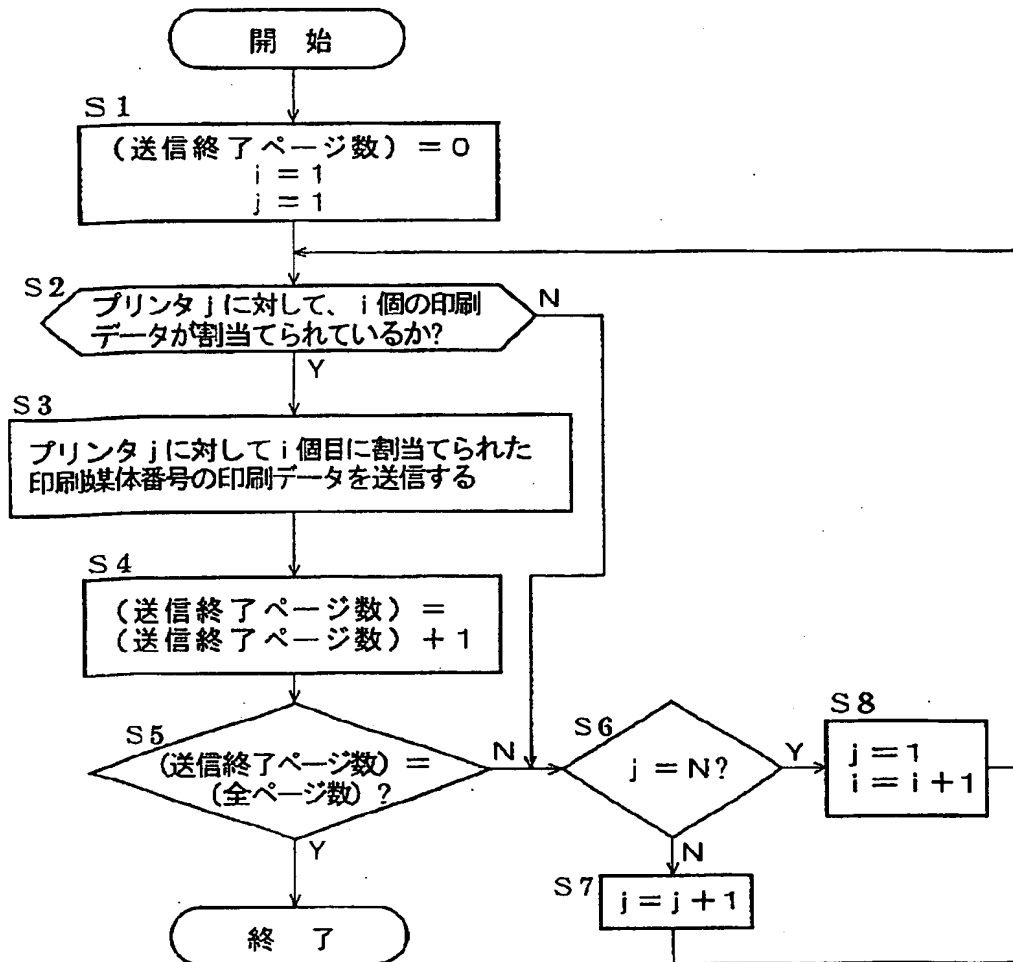 開 始
S1
(送信終了ページ数) = 0
i = 1
j = 1
S2
プリンタjに対して、i個の印刷
データが割当てられているか?
N
Y
S3
プリンタjに対してi個目に割当てられた
印刷媒体番号の印刷データを送信する
S4
(送信終了ページ数) =
(送信終了ページ数) + 1
S5
(送信終了ページ数) =
(全ページ数) ?
N
Y
終 了
S6
j = N?
Y
N
S7
j = j + 1
S8
j = 1
i = i + 1